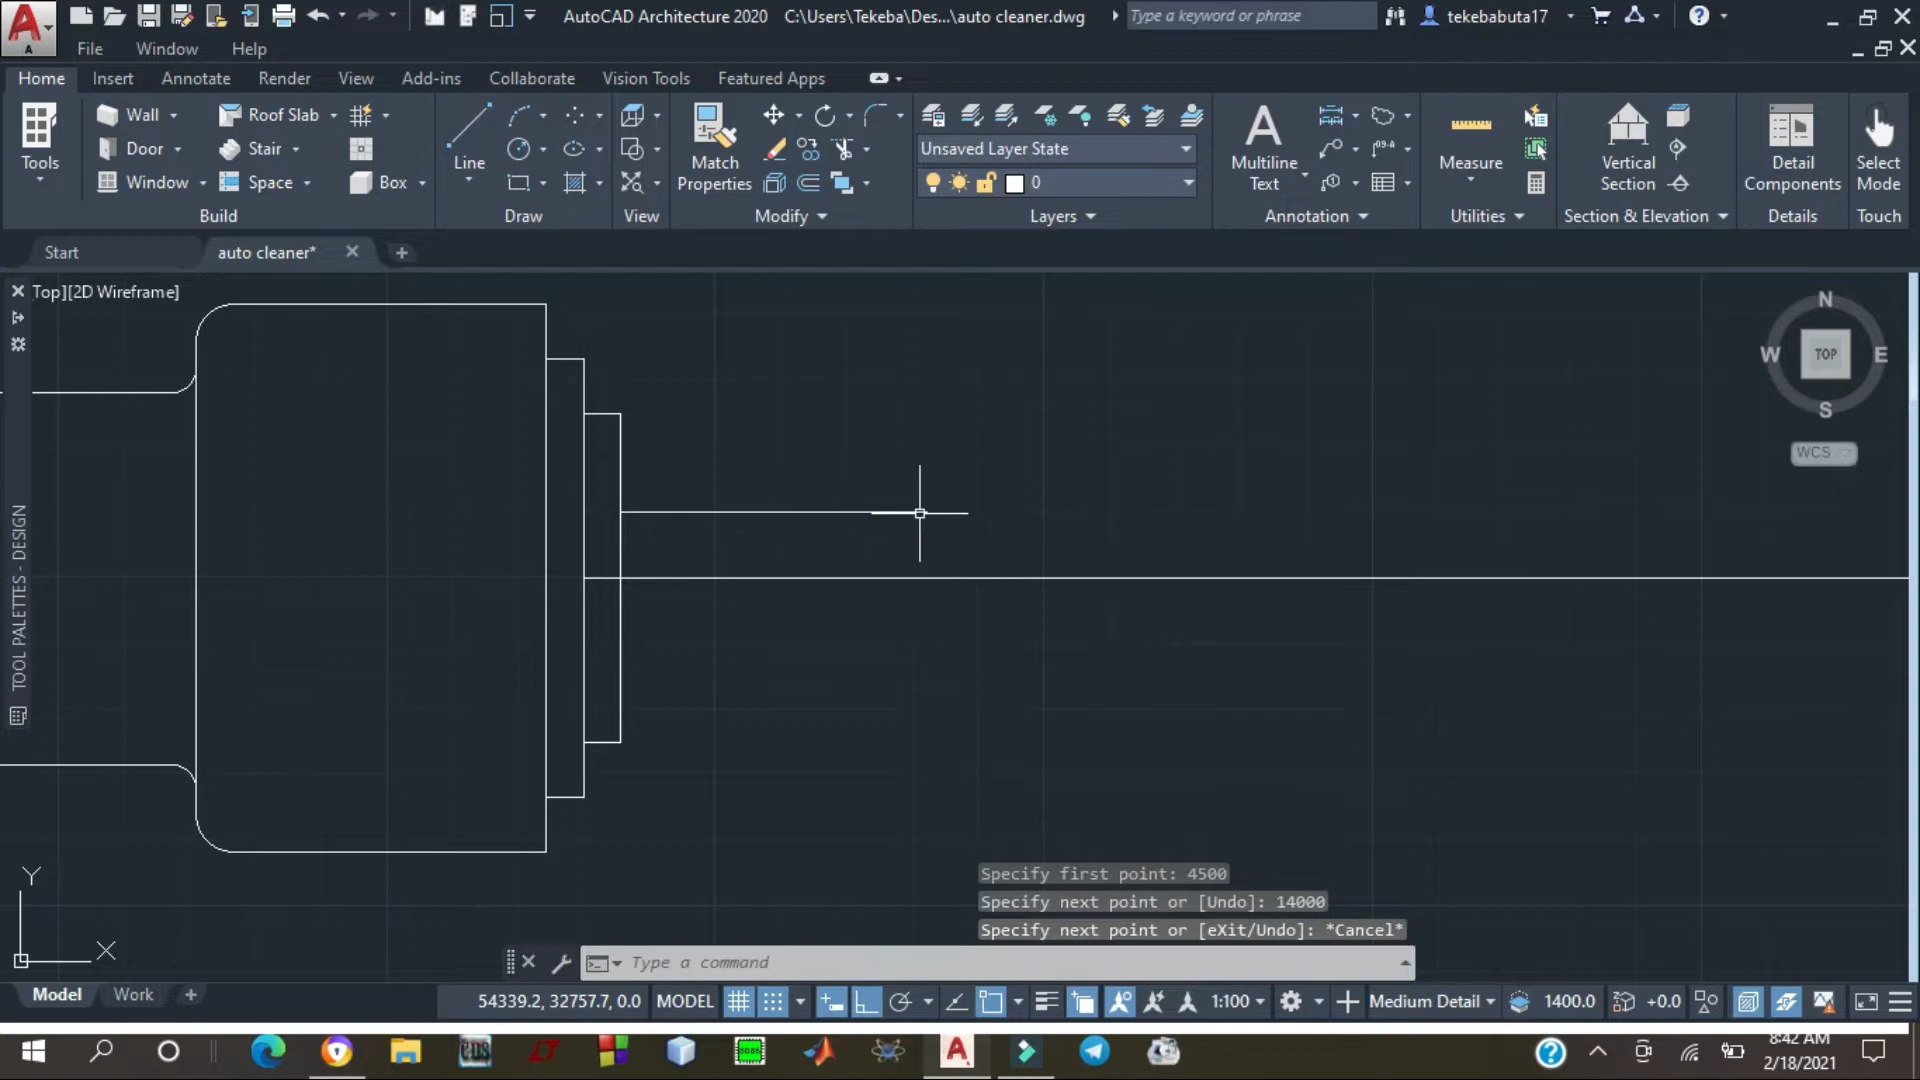 AutoCAD Architecture 2020 C:\Users\Tekeba\Des...\auto cleaner.dwg
Type a keyword or phrase
tekebabuta17
File Window Help
Home Insert Annotate Render View Add-ins Collaborate Vision Tools Featured Apps
Tools
Wall
Door
Window
Roof Slab
Stair
Space
Box
Build
Line
Draw
View
Match
Properties
Modify
Unsaved Layer State
0
Layers
Multiline
Text
Annotation
Measure
Utilities
Vertical
Section
Section & Elevation
Detail
Components
Details
Select
Mode
Touch
Start
auto cleaner*
Top][2D Wireframe]
N
W TOP E
S
WCS
TOOL PALETTES - DESIGN
Y
X
Specify first point: 4500
Specify next point or [Undo]: 14000
Specify next point or [eXit/Undo]: *Cancel*
Type a command
Model Work
54339.2, 32757.7, 0.0 MODEL
1:100
Medium Detail
1400.0
+0.0
8:42 AM
2/18/2021